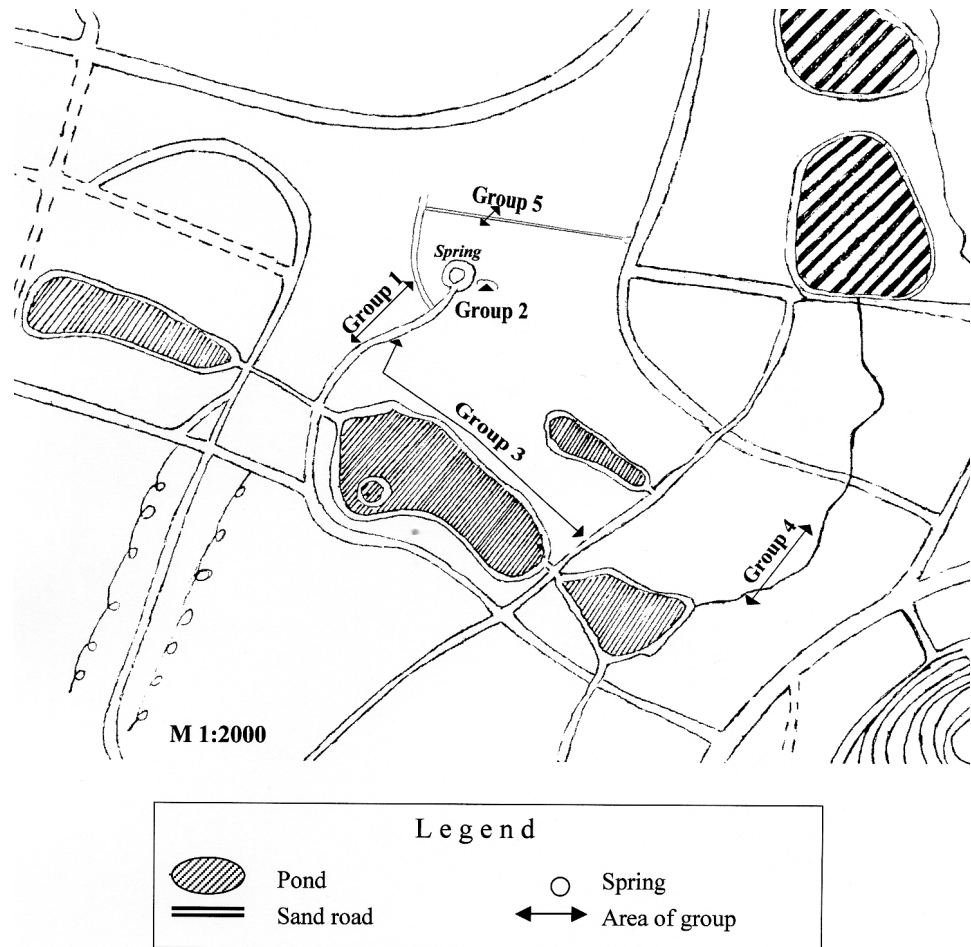 Group 5
Spring
Group 1
Group 2
Group 3
Group 4
M 1:2000
Legend
Pond
Spring
Sand road
Area of group